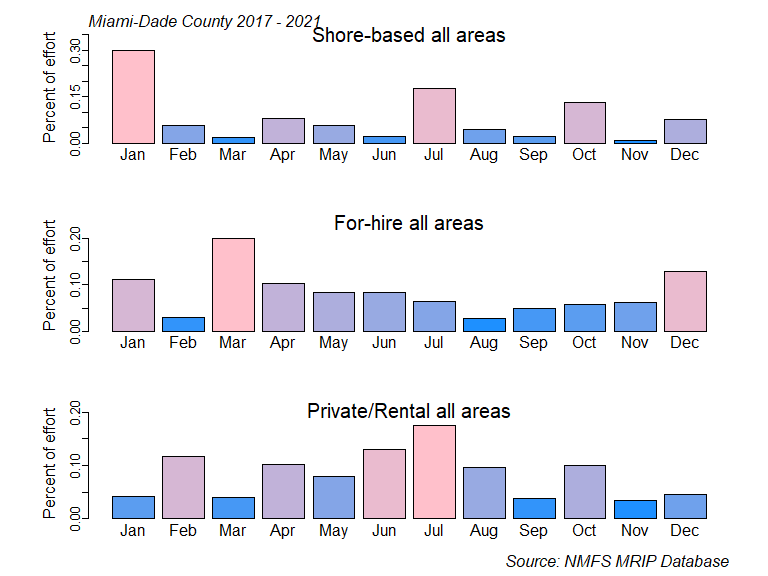 Miami-Dade County 2017 - 2021
Shore-based all areas
Percent of effort
0.00 0.15 0.30
Jan Feb Mar Apr May Jun Jul Aug Sep Oct Nov Dec
For-hire all areas
Percent of effort
0.00 0.10 0.20
Jan Feb Mar Apr May Jun Jul Aug Sep Oct Nov Dec
Private/Rental all areas
Percent of effort
0.00 0.10 0.20
Jan Feb Mar Apr May Jun Jul Aug Sep Oct Nov Dec
Source: NMFS MRIP Database